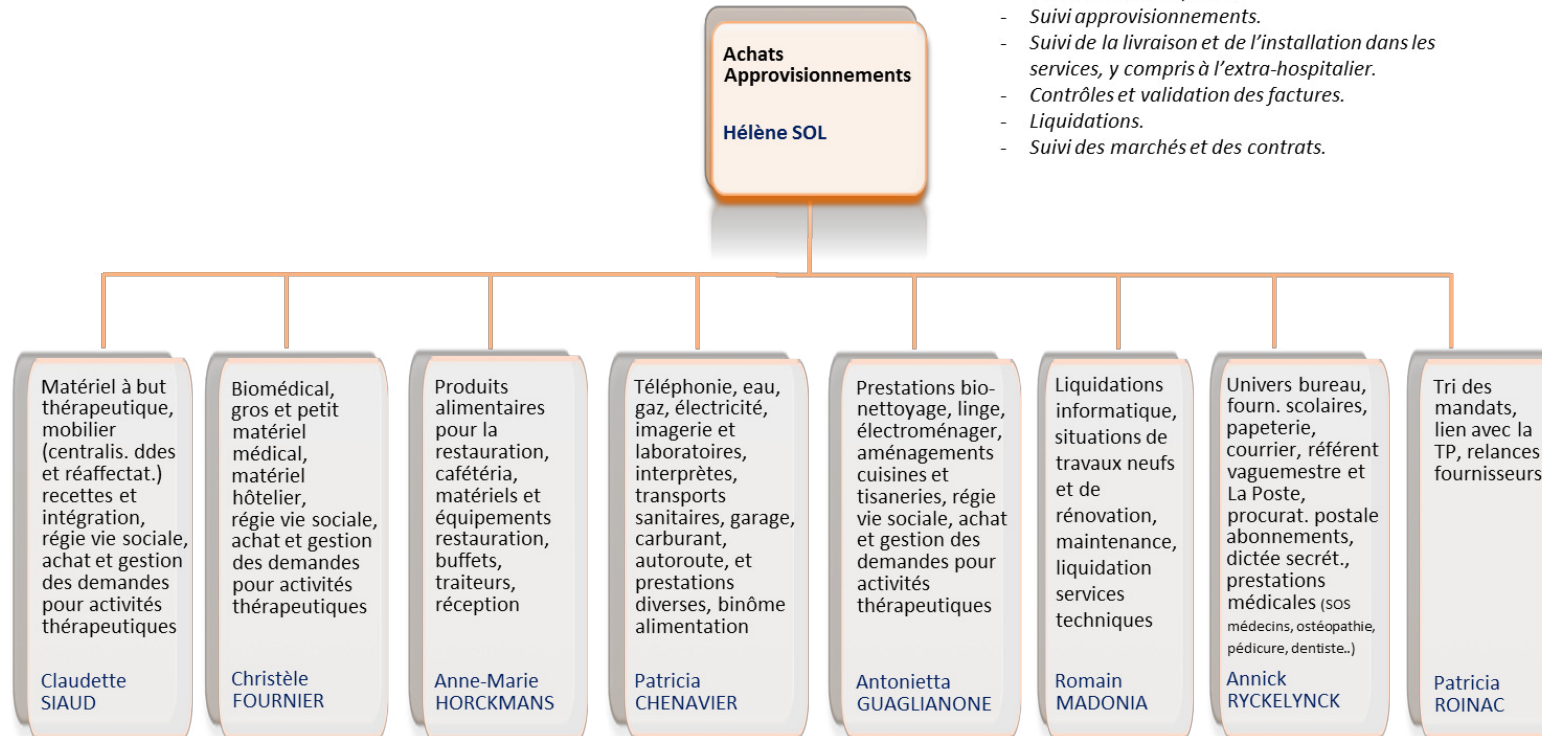 Achats
Approvisionnements
Hélène SOL
- Suivi approvisionnements.
- Suivi de la livraison et de l'installation dans les
services, y compris à l'extra-hospitalier.
- Contrôles et validation des factures.
- Liquidations.
- Suivi des marchés et des contrats.
Matériel à but
thérapeutique,
mobilier
(centralis. ddes
et réaffectat.)
recettes et
intégration,
régie vie sociale,
achat et gestion
des demandes
pour activités
thérapeutiques
Claudette
SIAUD
Biomédical,
gros et petit
matériel
médical,
matériel
hôtelier,
régie vie sociale,
achat et gestion
des demandes
pour activités
thérapeutiques
Christèle
FOURNIER
Produits
alimentaires
pour la
restauration,
cafétéria,
matériels et
équipements
restauration,
buffets,
traiteurs,
réception
Anne-Marie
HORCKMANS
Téléphonie, eau,
gaz, électricité,
imagerie et
laboratoires,
interprètes,
transports
sanitaires, garage,
carburant,
autoroute, et
prestations
diverses, binôme
alimentation
Patricia
CHENAVIER
Prestations bio-
nettoyage, linge,
électroménager,
aménagements
cuisines et
tisaneries, régie
vie sociale, achat
et gestion des
demandes pour
activités
thérapeutiques
Antonietta
GUAGLIANONE
Liquidations
informatique,
situations de
travaux neufs
et de
rénovation,
maintenance,
liquidation
services
techniques
Romain
MADONIA
Univers bureau,
fourn. scolaires,
papeterie,
courrier, référent
vaguemestre et
La Poste,
procurat. postale
abonnements,
dictée secrét.,
prestations
médicales (SOS
médecins, ostéopathie,
pédicure, dentiste..)
Annick
RYCKELYNCK
Tri des
mandats,
lien avec la
TP, relances
fournisseurs
Patricia
ROINAC